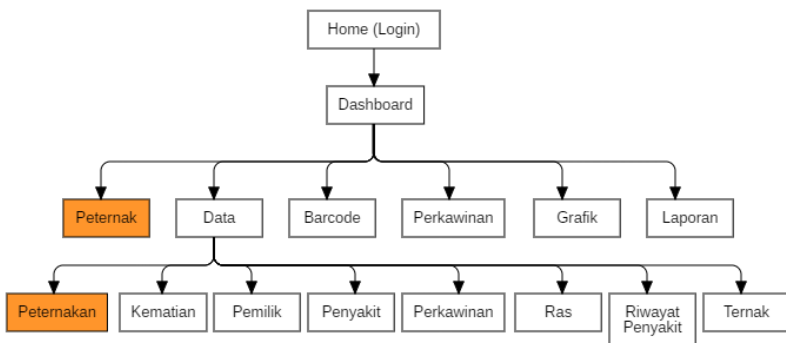 Home (Login)
Dashboard
Peternak
Data
Barcode
Perkawinan
Grafik
Laporan
Peternakan
Kematian
Pemilik
Penyakit
Perkawinan
Ras
Riwayat
Penyakit
Ternak